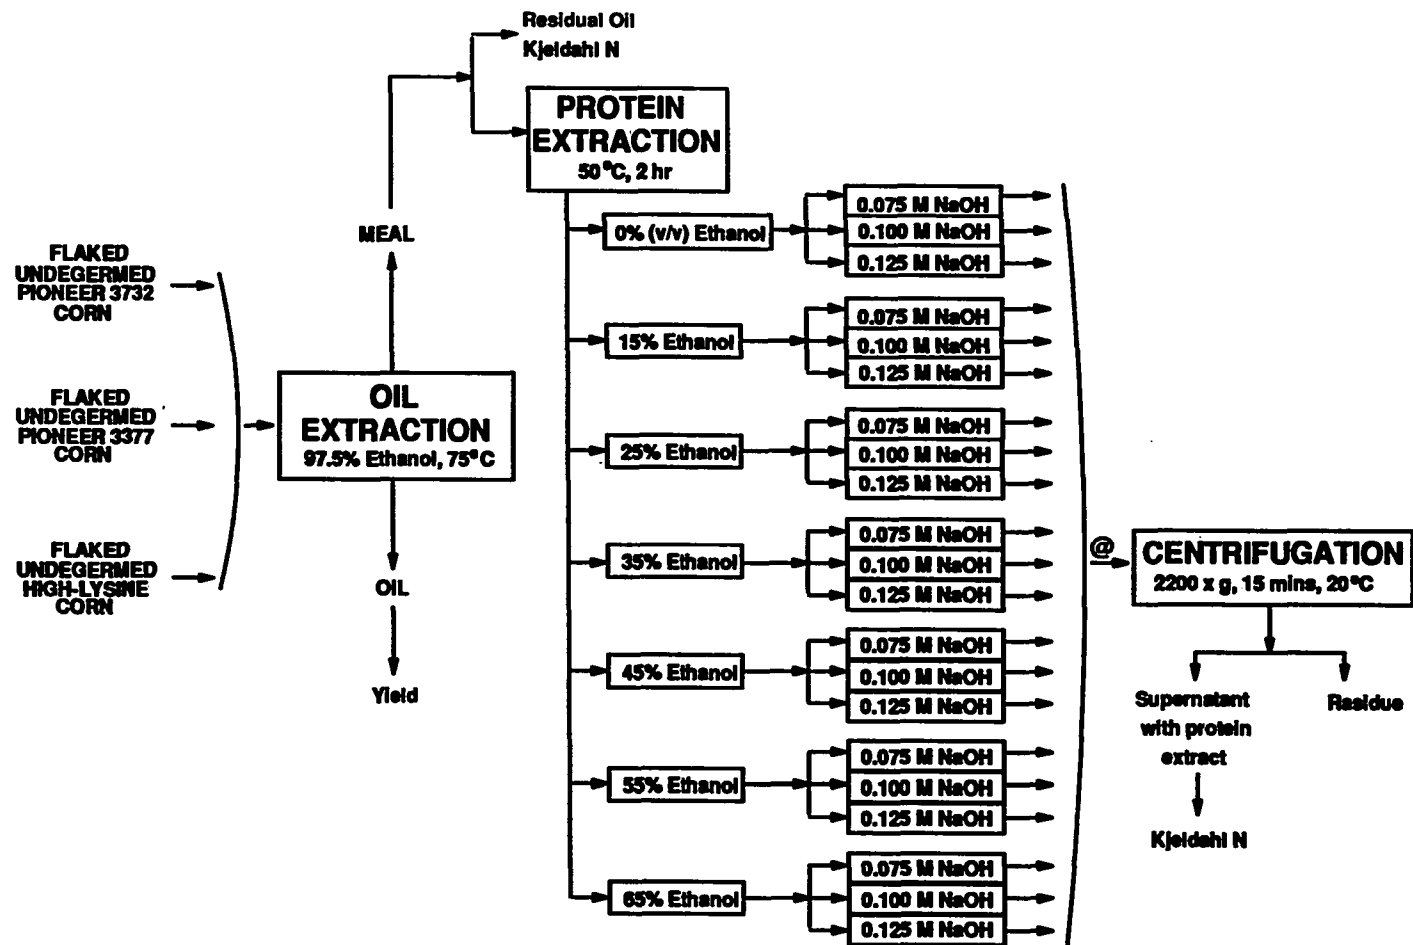 Residual Oil
Kjeldahl N
PROTEIN
EXTRACTION
50°C, 2 hr
MEAL
FLAKED
UNDEGERMED
PIONEER 3732
CORN
FLAKED
UNDEGERMED
PIONEER 3377
CORN
FLAKED
UNDEGERMED
HIGH-LYSINE
CORN
OIL
EXTRACTION
97.5% Ethanol, 75°C
OIL
Yield
0% (v/v) Ethanol
0.075 M NaOH
0.100 M NaOH
0.125 M NaOH
15% Ethanol
0.075 M NaOH
0.100 M NaOH
0.125 M NaOH
25% Ethanol
0.075 M NaOH
0.100 M NaOH
0.125 M NaOH
35% Ethanol
0.075 M NaOH
0.100 M NaOH
0.125 M NaOH
45% Ethanol
0.075 M NaOH
0.100 M NaOH
0.125 M NaOH
55% Ethanol
0.075 M NaOH
0.100 M NaOH
0.125 M NaOH
65% Ethanol
0.075 M NaOH
0.100 M NaOH
0.125 M NaOH
@
CENTRIFUGATION
2200 x g, 15 mins, 20°C
Supernatant
with protein
extract
Kjeldahl N
Residue